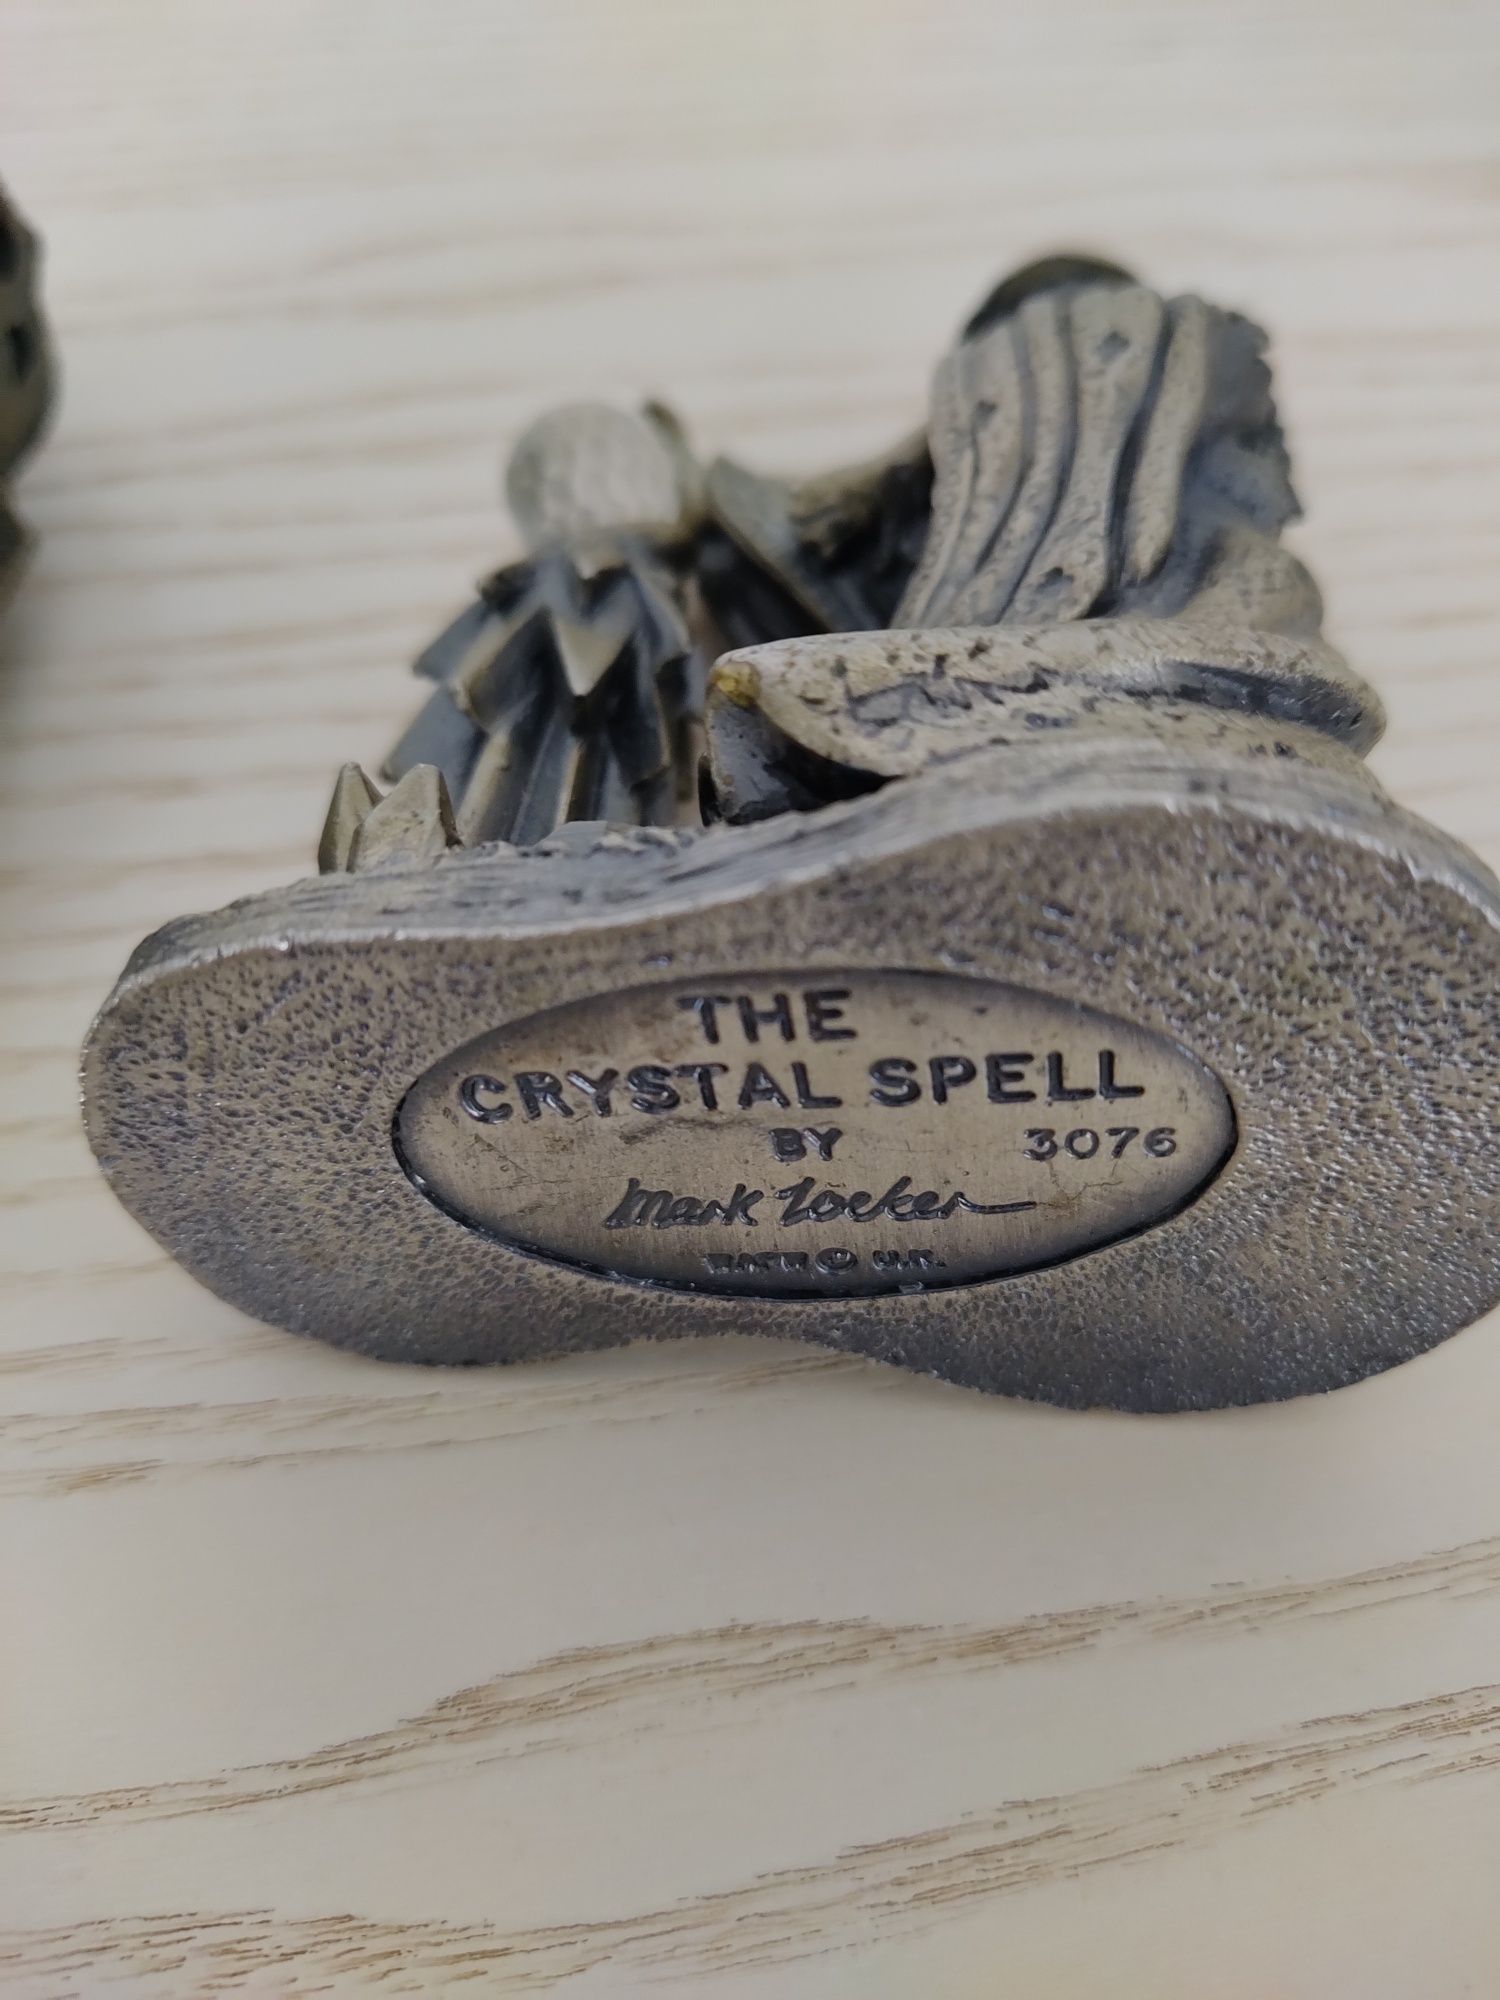 THE
CRYSTAL SPELL
BY 3076
Mark Locker
© U.K.